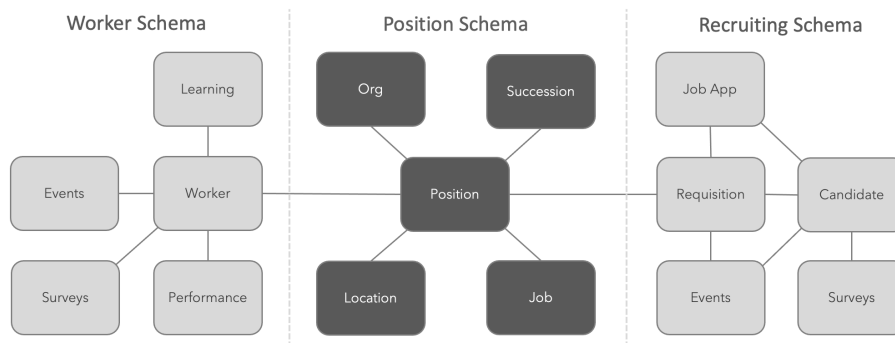 Worker Schema
Position Schema
Recruiting Schema
Learning
Org
Succession
Job App
Events
Worker
Position
Requisition
Candidate
Surveys
Performance
Location
Job
Events
Surveys